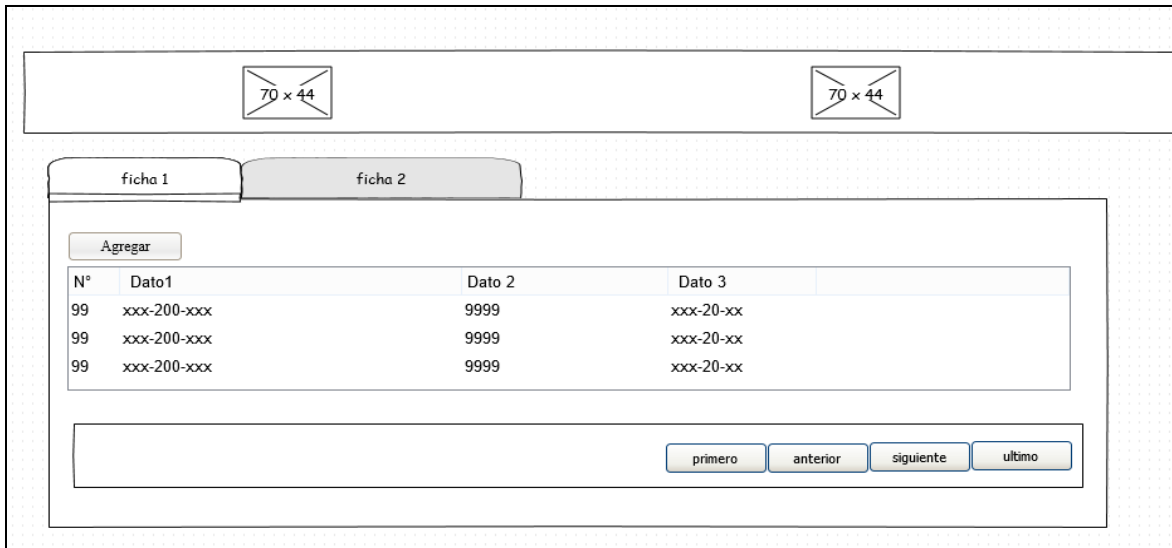 70 x 44 70 x 44
ficha 1 ficha 2
Agregar
N° Dato1 Dato 2 Dato 3
99 xxx-200-xxx 9999 xxx-20-xx
99 xxx-200-xxx 9999 xxx-20-xx
99 xxx-200-xxx 9999 xxx-20-xx
primero anterior siguiente ultimo